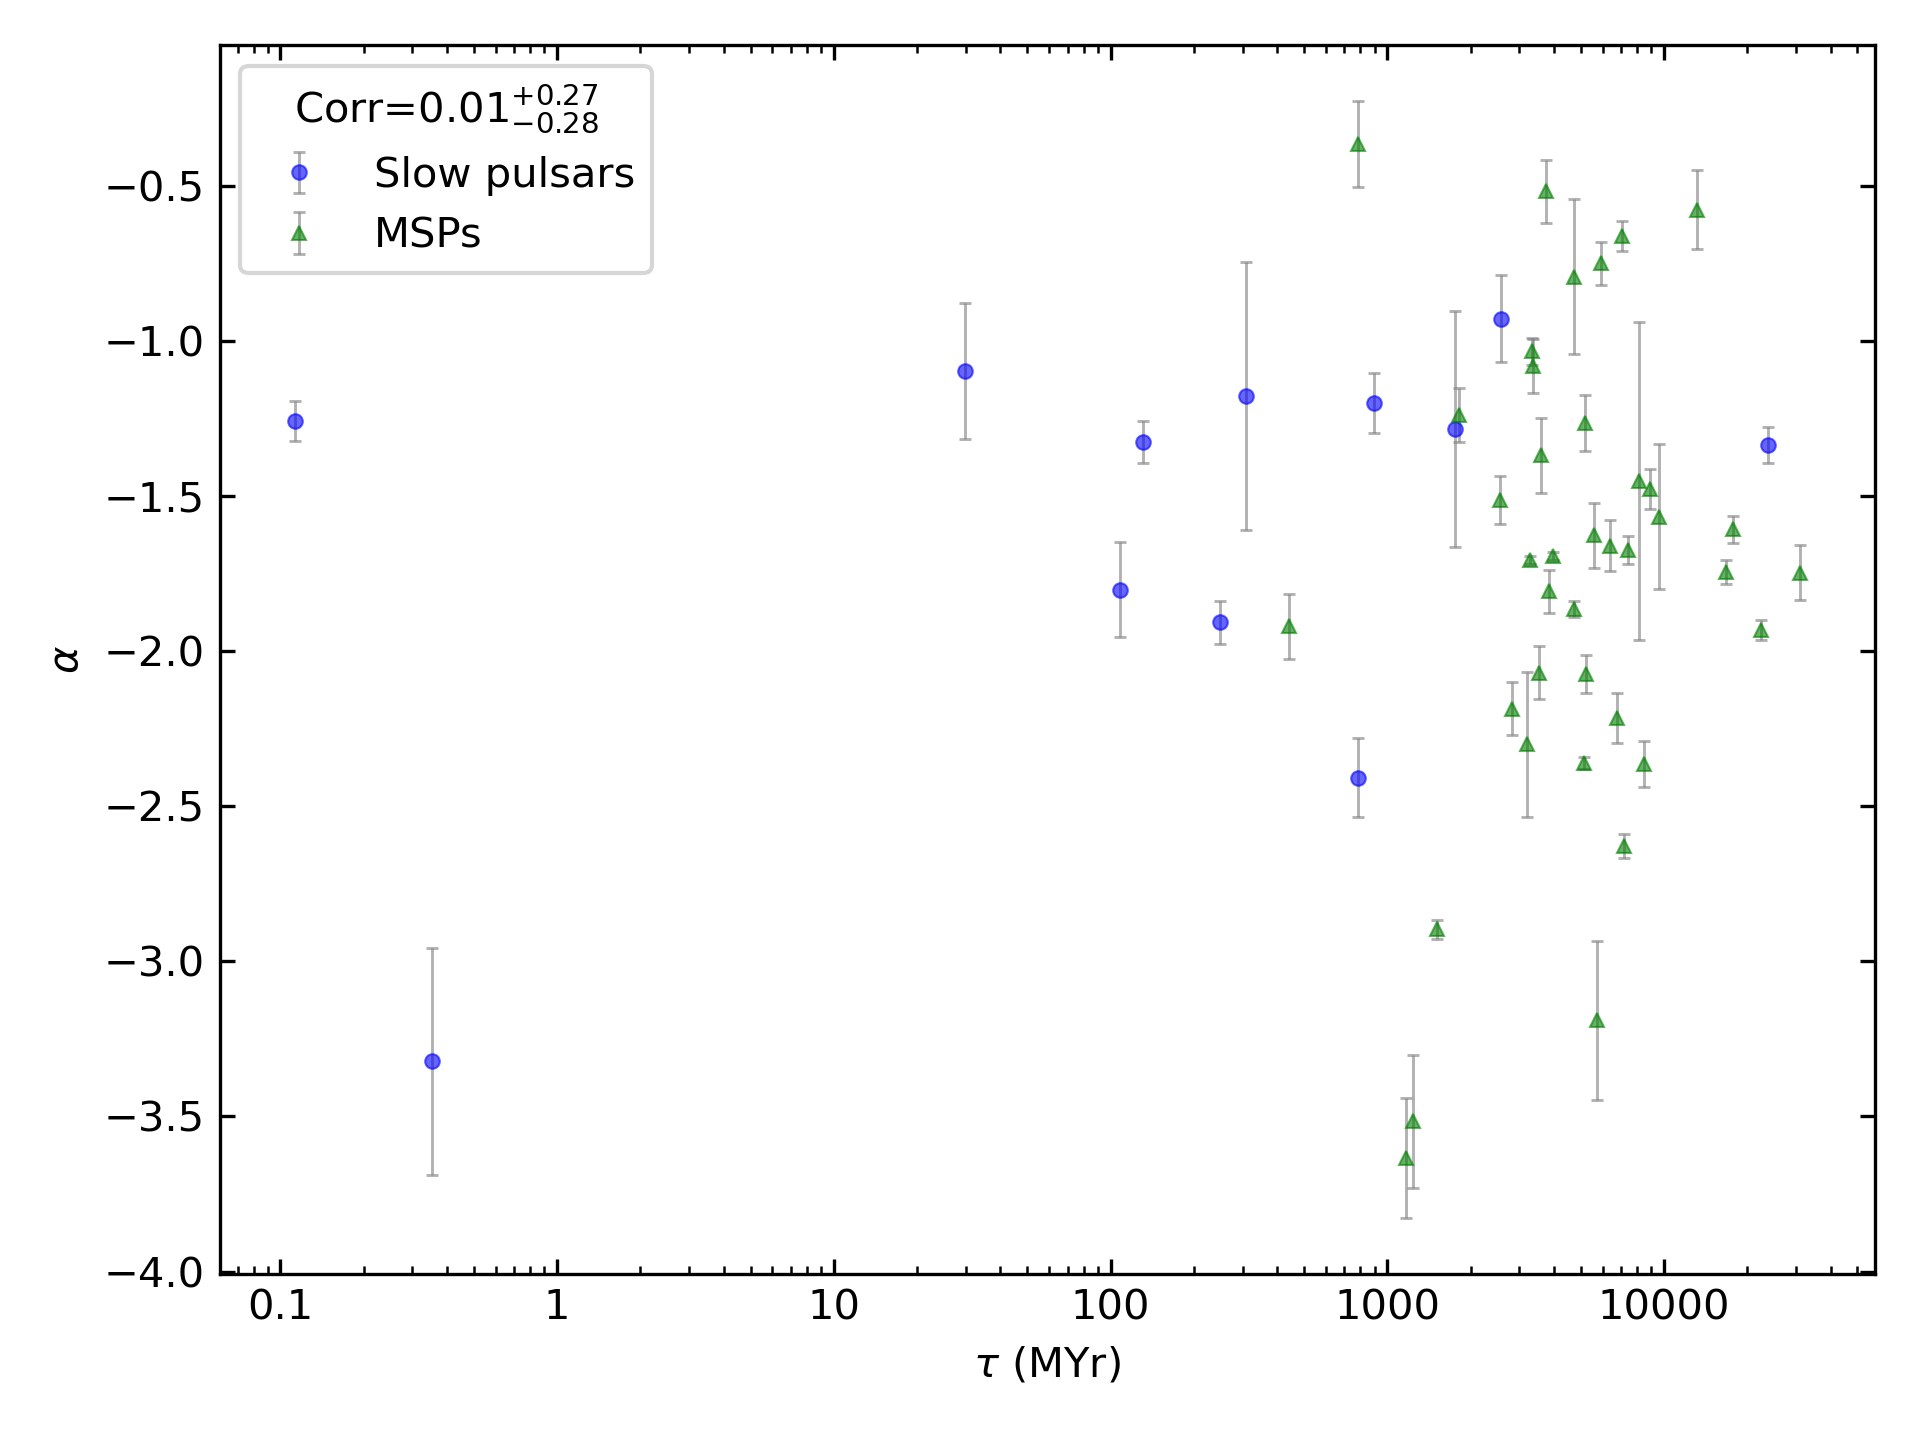 Corr=0.01^{+0.27}_{−0.28}
Slow pulsars
MSPs
−0.5
−1.0
−1.5
−2.0
−2.5
−3.0
−3.5
−4.0
α
0.1 1 10 100 1000 10000
τ (MYr)